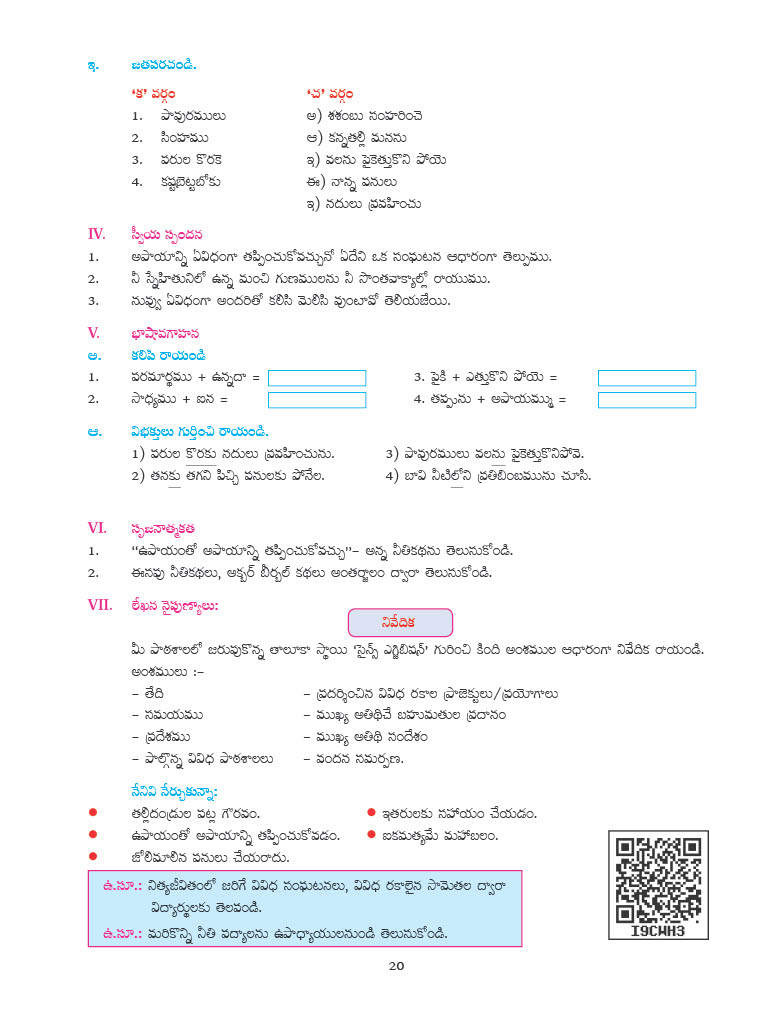 ఇ. జతపరచండి.
‘క’ వర్గం ‘చ’ వర్గం
1. పావురములు అ) శశంబు సంహరించె
2. సింహము ఆ) కన్నతల్లి మనను
3. పరుల కొరకె ఇ) వలను పైకెత్తుకొని పోయె
4. కష్టబెట్టబోకు ఈ) నాన్న పనులు
ఇ) నదులు ప్రవహించు
IV. స్వీయ స్పందన
1. అపాయాన్ని ఏవిధంగా తప్పించుకోవచ్చునో ఏదేని ఒక సంఘటన ఆధారంగా తెల్పుము.
2. నీ స్నేహితునిలో ఉన్న మంచి గుణములను నీ సొంతవాక్యాల్లో రాయుము.
3. నువ్వు ఏవిధంగా అందరితో కలిసి మెలిసి వుంటావో తెలియజేయి.
V. భాషావగాహన
అ. కలిపి రాయండి
1. పరమార్థము + ఉన్నదా = 3. పైకి + ఎత్తుకొని పోయె =
2. సాధ్యము + ఐన = 4. తప్పును + అపాయమ్ము =
ఆ. విభక్తులు గుర్తించి రాయండి.
1) పరుల కొరకు నదులు ప్రవహించును. 3) పావురములు వలను పైకెత్తుకొనిపోవె.
2) తనకు తగని పిచ్చి పనులకు పోనేల. 4) బావి నీటిలోని ప్రతిబింబమును చూసి.
VI. సృజనాత్మకత
1. “ఉపాయంతో అపాయాన్ని తప్పించుకోవచ్చు”– అన్న నీతికథను తెలుసుకోండి.
2. ఈసపు నీతికథలు, అక్బర్ బీర్బల్ కథలు అంతర్జాలం ద్వారా తెలుసుకోండి.
VII. లేఖన నైపుణ్యాలు:
నివేదిక
మీ పాఠశాలలో జరుపుకొన్న తాలూకా స్థాయి ‘సైన్స్ ఎగ్జిబిషన్’ గురించి కింది అంశముల ఆధారంగా నివేదిక రాయండి.
అంశములు :–
– తేది – ప్రదర్శించిన వివిధ రకాల ప్రాజెక్టులు/ప్రయోగాలు
– సమయము – ముఖ్య అతిథిచే బహుమతుల ప్రదానం
– ప్రదేశము – ముఖ్య అతిథి సందేశం
– పాల్గొన్న వివిధ పాఠశాలలు – వందన సమర్పణ.
నేనివి నేర్చుకున్నా:
● తల్లిదండ్రుల పట్ల గౌరవం. ● ఇతరులకు సహాయం చేయడం.
● ఉపాయంతో అపాయాన్ని తప్పించుకోవడం. ● ఐకమత్యమే మహాబలం.
● జోలిమాలిన పనులు చేయరాదు.
ఉ.సూ.: నిత్యజీవితంలో జరిగే వివిధ సంఘటనలు, వివిధ రకాలైన సామెతల ద్వారా
విద్యార్థులకు తెలపండి.
ఉ.సూ.: మరికొన్ని నీతి పద్యాలను ఉపాధ్యాయులనుండి తెలుసుకోండి.
I9CWH3
20